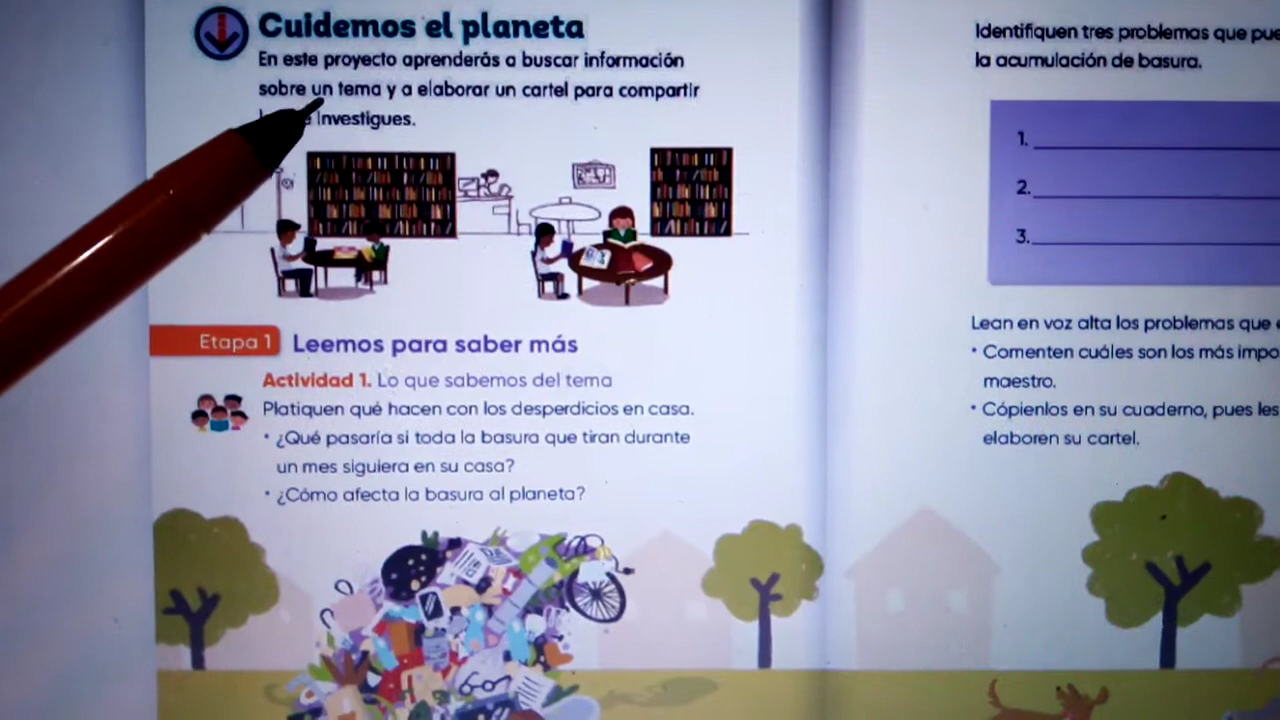 Cuidemos el planeta
En este proyecto aprenderás a buscar información
sobre un tema y a elaborar un cartel para compartir
investigues.
Etapa 1 Leemos para saber más
Actividad 1. Lo que sabemos del tema
Platiquen qué hacen con los desperdicios en casa.
• ¿Qué pasaría si toda la basura que tiran durante
un mes siguiera en su casa?
• ¿Cómo afecta la basura al planeta?
Identifiquen tres problemas que
la acumulación de basura.
1.
2.
3.
Lean en voz alta los problemas que
• Comenten cuáles son los más
maestro.
• Cópienlos en su cuaderno, pues les
elaboren su cartel.